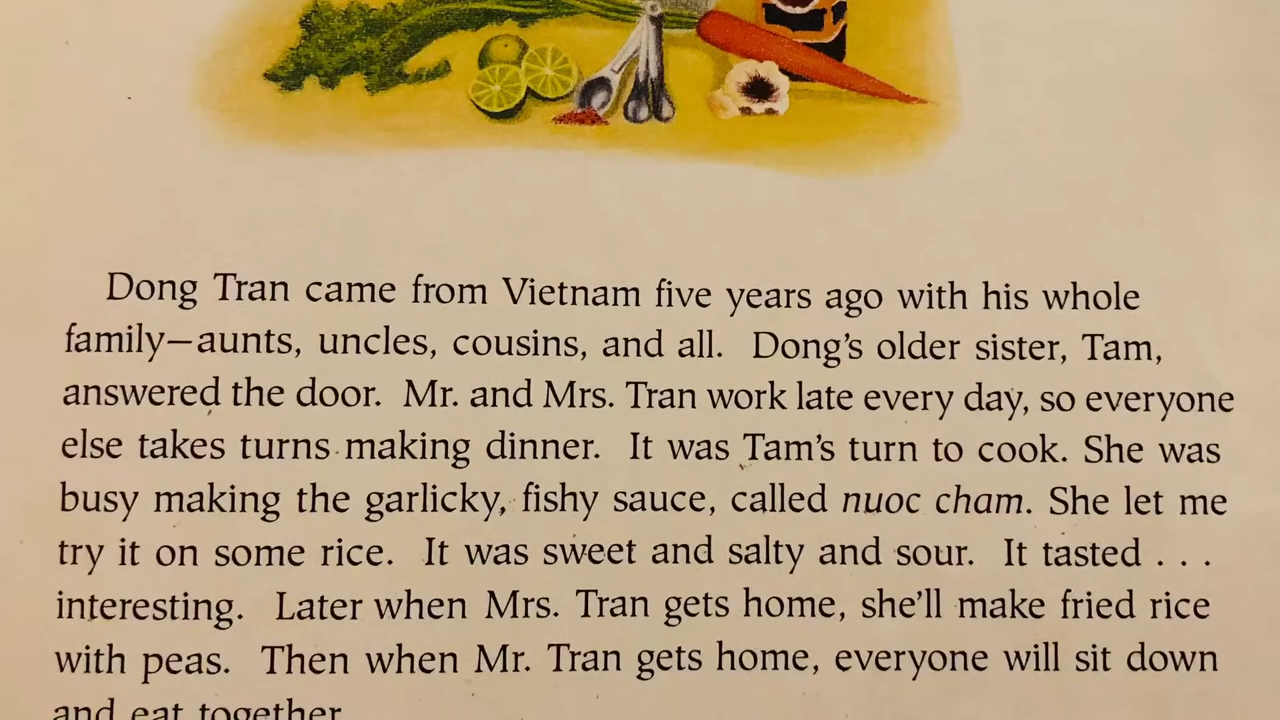 Dong Tran came from Vietnam five years ago with his whole
family—aunts, uncles, cousins, and all. Dong's older sister, Tam,
answered the door. Mr. and Mrs. Tran work late every day, so everyone
else takes turns making dinner. It was Tam's turn to cook. She was
busy making the garlicky, fishy sauce, called nuoc cham. She let me
try it on some rice. It was sweet and salty and sour. It tasted . . .
interesting. Later when Mrs. Tran gets home, she'll make fried rice
with peas. Then when Mr. Tran gets home, everyone will sit down
and eat together